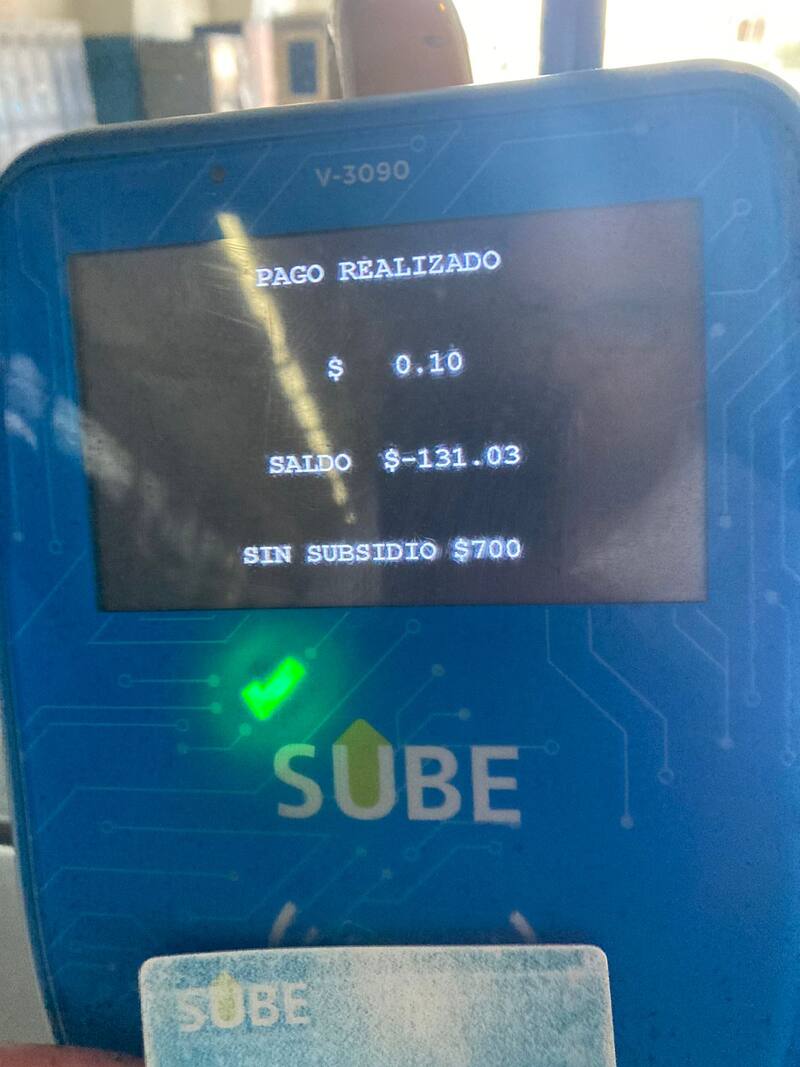 V-3090
PAGO REALIZADO
$ 0.10
SALDO $-131.03
SIN SUBSIDIO $700
SUBE
SUBE